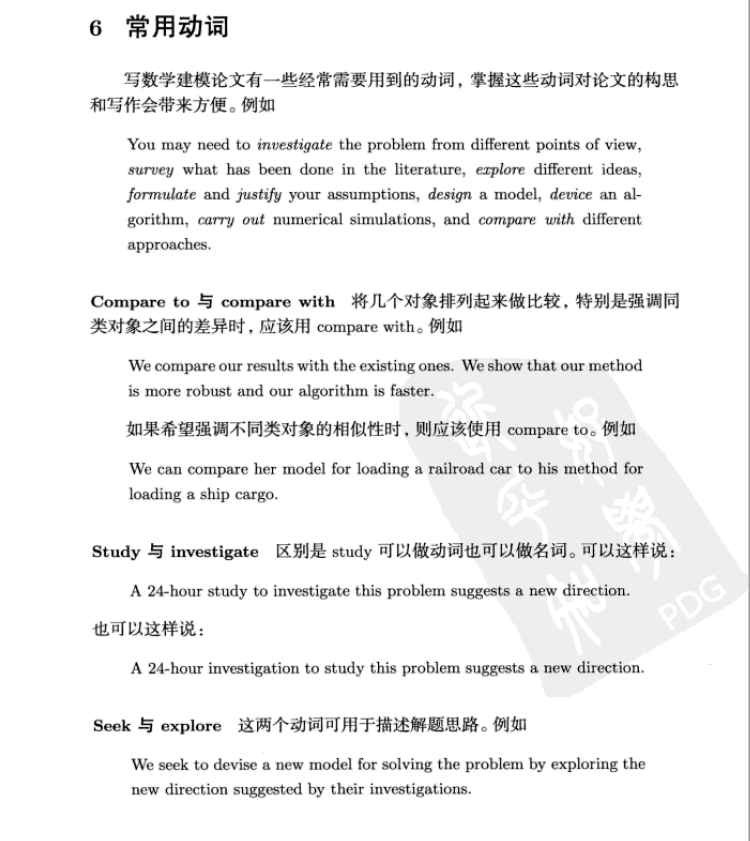 6 常用动词
写数学建模论文有一些经常需要用到的动词，掌握这些动词对论文的构思
和写作会带来方便。例如
You may need to investigate the problem from different points of view,
survey what has been done in the literature, explore different ideas,
formulate and justify your assumptions, design a model, device an al-
gorithm, carry out numerical simulations, and compare with different
approaches.
Compare to 与 compare with 将几个对象排列起来做比较，特别是强调同
类对象之间的差异时，应该用 compare with。例如
We compare our results with the existing ones. We show that our method
is more robust and our algorithm is faster.
如果希望强调不同类对象的相似性时，则应该使用 compare to。例如
We can compare her model for loading a railroad car to his method for
loading a ship cargo.
Study 与 investigate 区别是 study 可以做动词也可以做名词。可以这样说：
A 24-hour study to investigate this problem suggests a new direction.
也可以这样说：
A 24-hour investigation to study this problem suggests a new direction.
PDG
Seek 与 explore 这两个动词可用于描述解题思路。例如
We seek to devise a new model for solving the problem by exploring the
new direction suggested by their investigations.